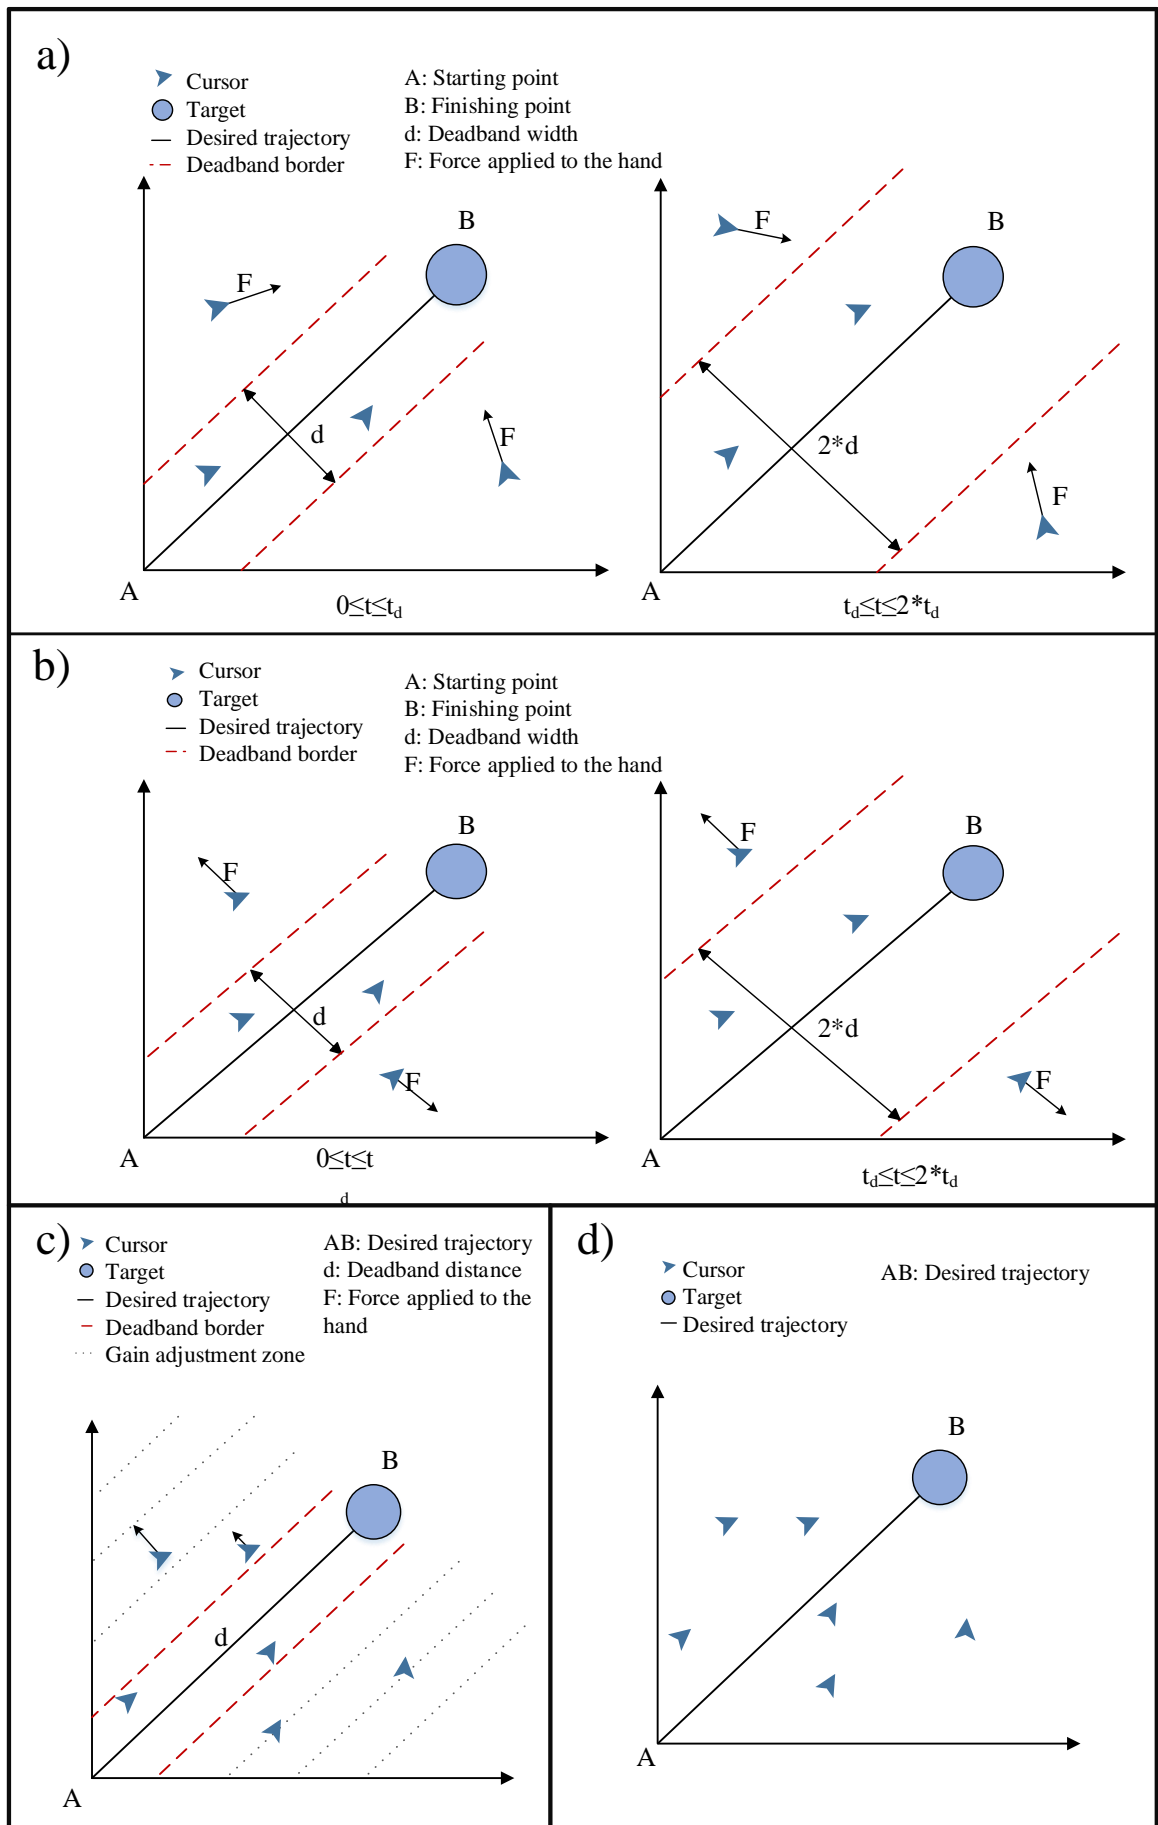 a)
Cursor
Target
Desired trajectory
Deadband border
A: Starting point
B: Finishing point
d: Deadband width
F: Force applied to the hand
B
F
d
F
A
0≤t≤td
F
B
2*d
F
A
td≤t≤2*td
b)
Cursor
Target
Desired trajectory
Deadband border
A: Starting point
B: Finishing point
d: Deadband width
F: Force applied to the hand
B
F
d
F
A
0≤t≤t
d
F
B
2*d
F
A
td≤t≤2*td
c)
Cursor
Target
Desired trajectory
Deadband border
Gain adjustment zone
AB: Desired trajectory
d: Deadband distance
F: Force applied to the
hand
B
d
A
d)
Cursor
Target
Desired trajectory
AB: Desired trajectory
B
A